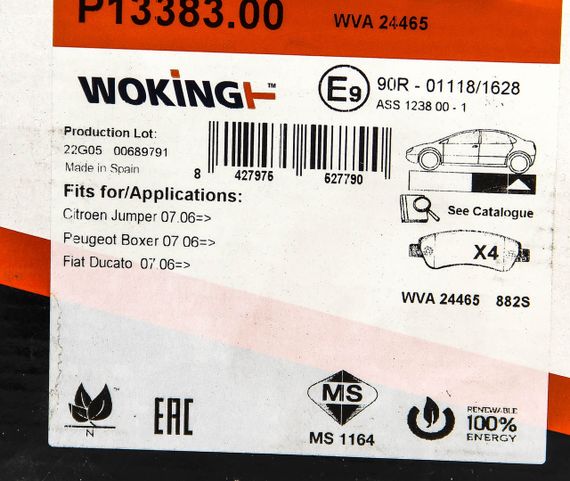 P13383.00 WVA 24465
WOKING™
E9 90R - 01118/1628
ASS 1238 00 - 1
Production Lot:
22G05 00689791
Made in Spain
8 427976 627790
Fits for/Applications:
Citroen Jumper 07.06=>
Peugeot Boxer 07 06=>
Fiat Ducato 07.06=>
See Catalogue
X4
WVA 24465 882S
™
N
EAC
MS
MS 1164
RENEWABLE
100%
ENERGY